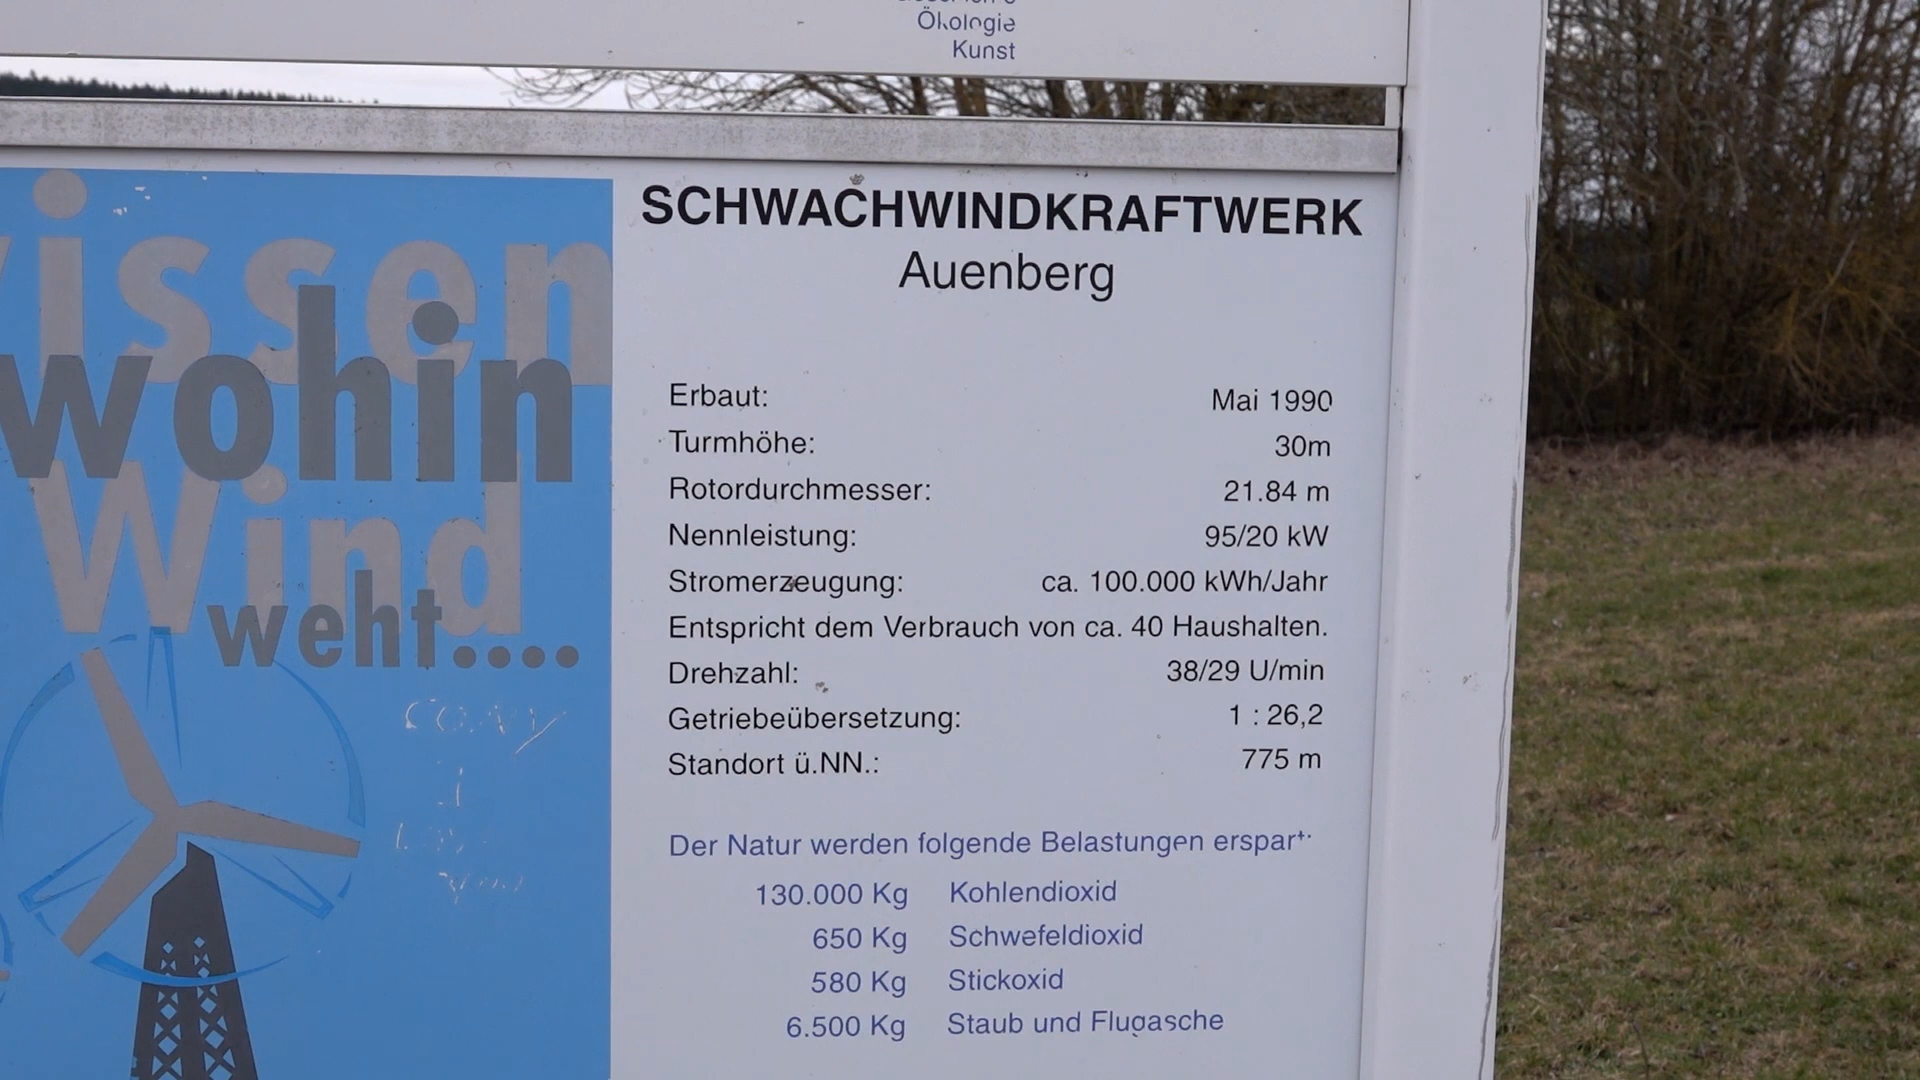 Ökologie
Kunst
wissen
wohin
Wind
weht....
SCHWACHWINDKRAFTWERK
Auenberg
Erbaut: Mai 1990
Turmhöhe: 30m
Rotordurchmesser: 21.84 m
Nennleistung: 95/20 kW
Stromerzeugung: ca. 100.000 kWh/Jahr
Entspricht dem Verbrauch von ca. 40 Haushalten.
Drehzahl: 38/29 U/min
Getriebeübersetzung: 1 : 26,2
Standort ü.NN.: 775 m
Der Natur werden folgende Belastungen erspart:
130.000 Kg Kohlendioxid
650 Kg Schwefeldioxid
580 Kg Stickoxid
6.500 Kg Staub und Flugasche